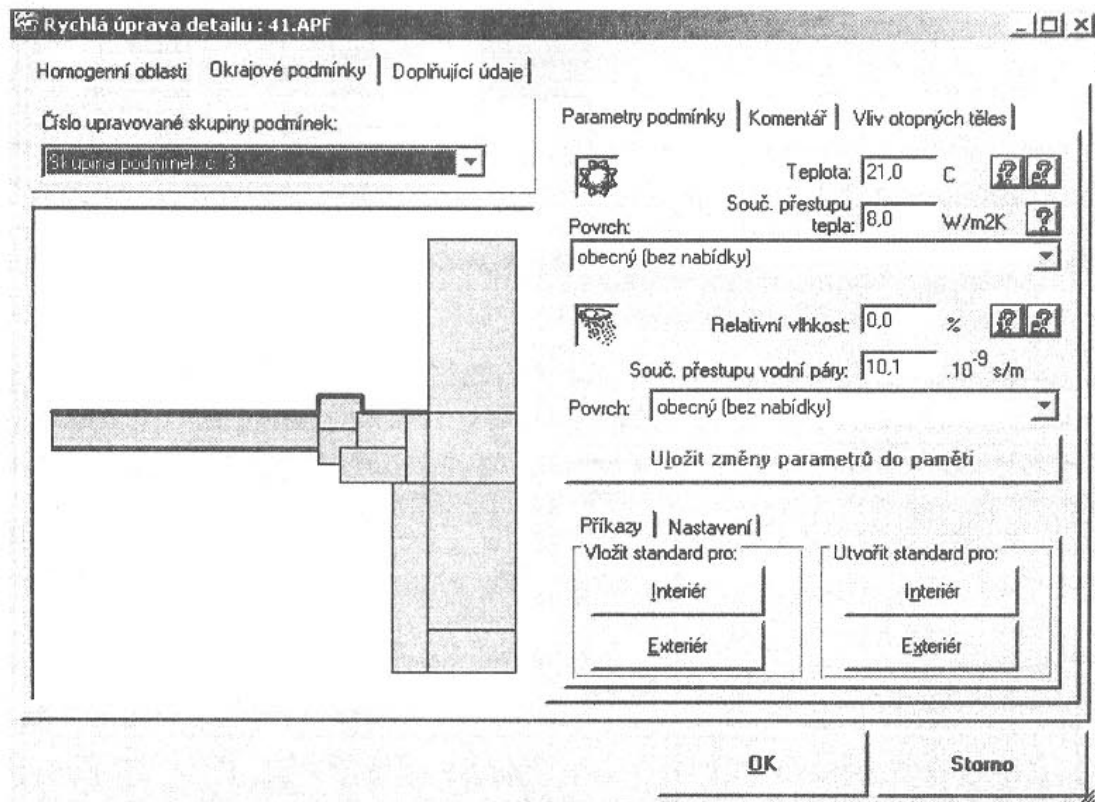 Rychlá úprava detailu : 41.APF
Homogenní oblasti Okrajové podmínky Doplňující údaje
Číslo upravované skupiny podmínek:
Skupina podmínek č. 3
Parametry podmínky Komentář Vliv otopných těles
Teplota: 21,0 C
Souč. přestupu
tepla: 8,0 W/m2K
Povrch:
obecný (bez nabídky)
Relativní vlhkost: 0,0 %
Souč. přestupu vodní páry: 10,1 .10-9 s/m
Povrch: obecný (bez nabídky)
Uložit změny parametrů do paměti
Příkazy Nastavení
Vložit standard pro: Utvořit standard pro:
Interiér Interiér
Exteriér Exteriér
OK Storno